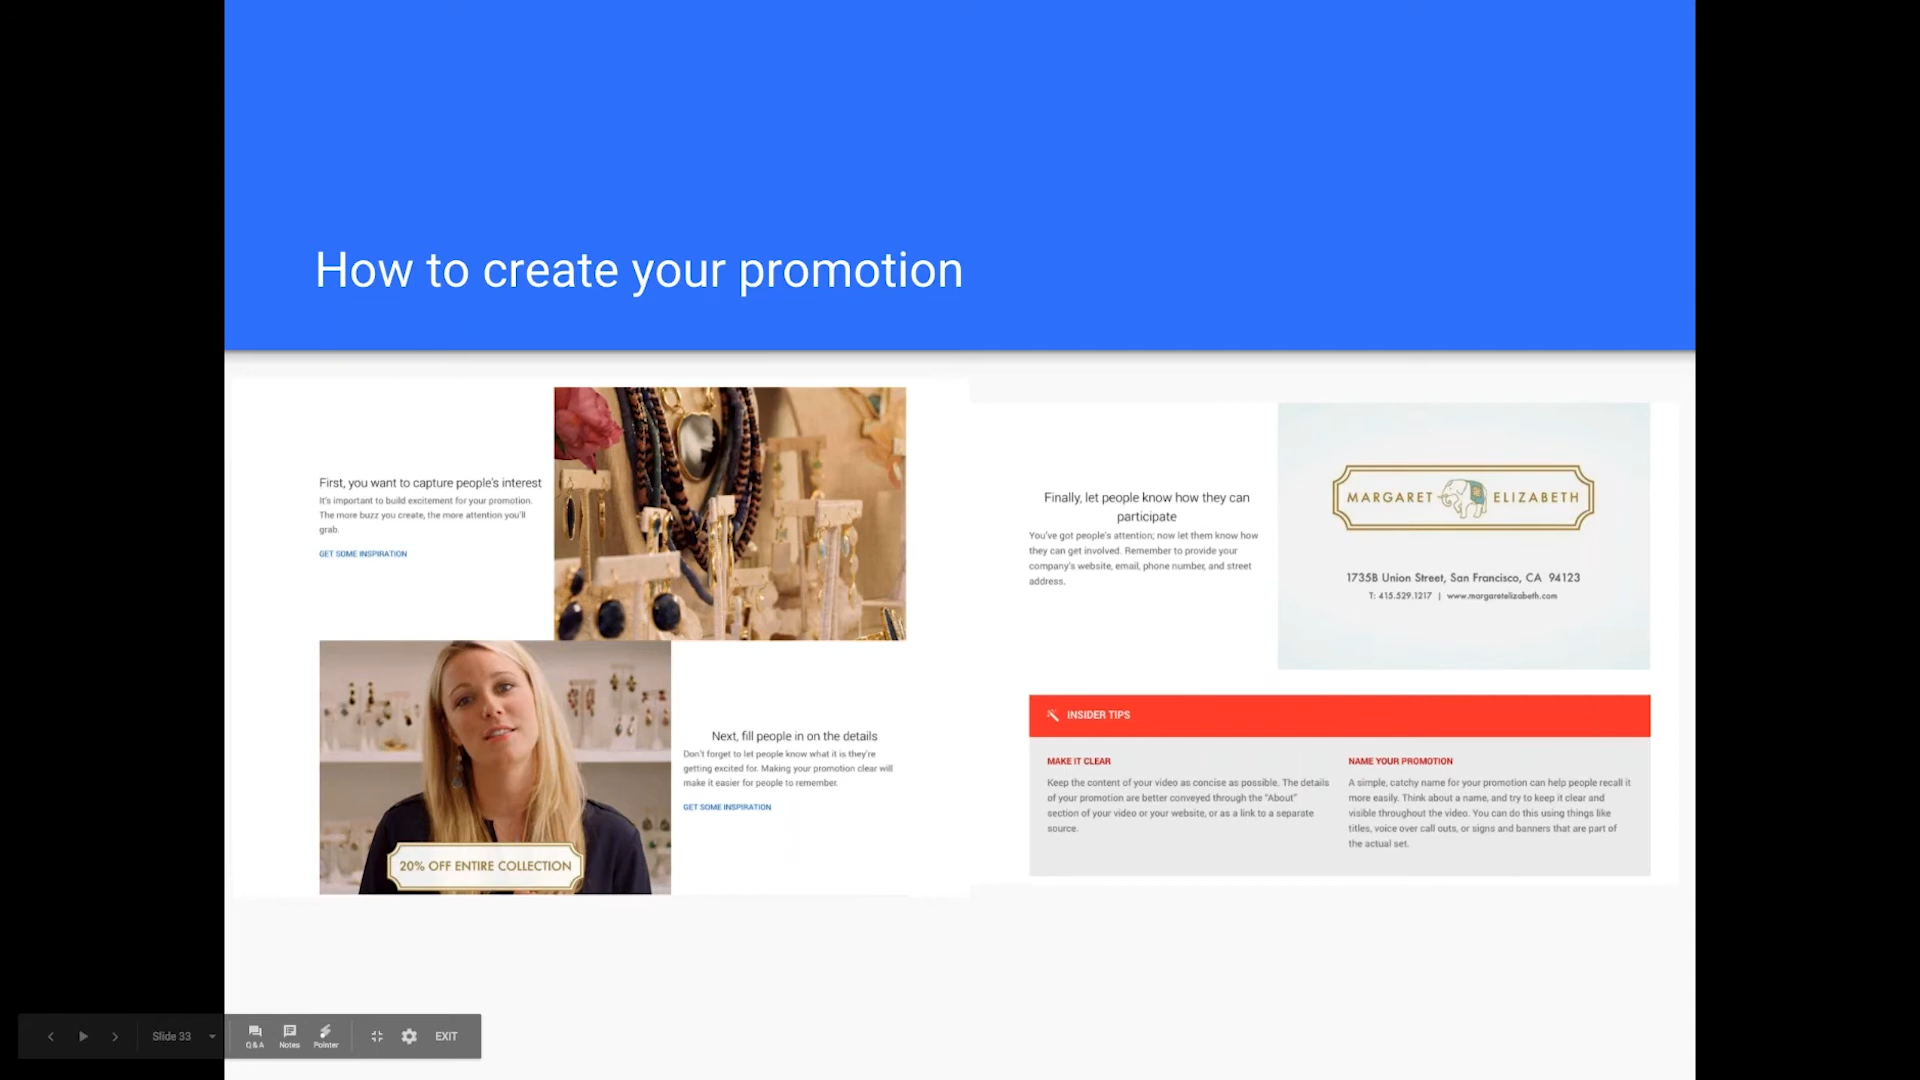 How to create your promotion
First, you want to capture people's interest
It's important to build excitement for your promotion.
The more buzz you create, the more attention you'll
grab.
GET SOME INSPIRATION
20% OFF ENTIRE COLLECTION
Next, fill people in on the details
Don't forget to let people know what it is they're
getting excited for. Making your promotion clear will
make it easier for people to remember.
GET SOME INSPIRATION
Finally, let people know how they can
participate
You've got people's attention; now let them know how
they can get involved. Remember to provide your
company's website, email, phone number, and street
address.
MARGARET ELIZABETH
1735B Union Street, San Francisco, CA 94123
T: 415.529.1217 | www.margaretelizabeth.com
INSIDER TIPS
MAKE IT CLEAR
Keep the content of your video as concise as possible. The details
of your promotion are better conveyed through the "About"
section of your video or your website, or as a link to a separate
source.
NAME YOUR PROMOTION
A simple, catchy name for your promotion can help people recall it
more easily. Think about a name, and try to keep it clear and
visible throughout the video. You can do this using things like
titles, voice over call outs, or signs and banners that are part of
the actual set.
Slide 33
Q&A
Notes
Pointer
EXIT